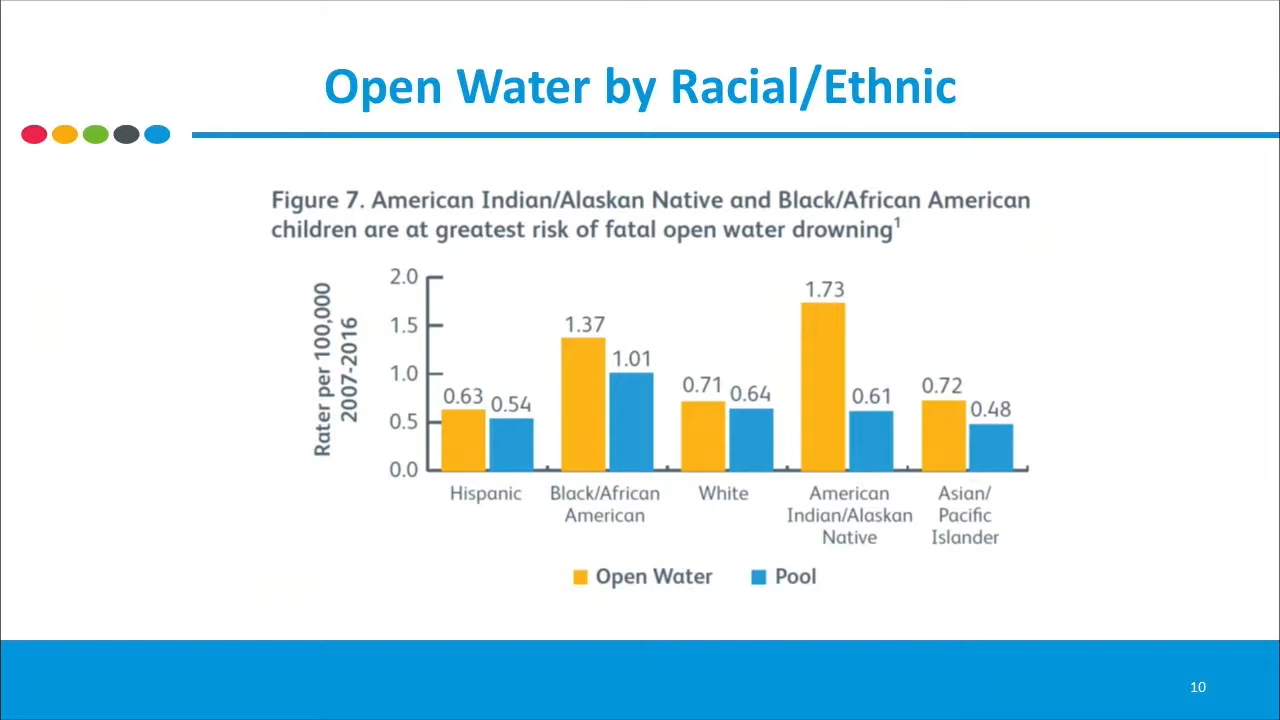 Open Water by Racial/Ethnic
Figure 7. American Indian/Alaskan Native and Black/African American
children are at greatest risk of fatal open water drowning¹
Rater per 100,000
2007-2016
2.0
1.5
1.0
0.5
0.0
0.63
0.54
1.37
1.01
0.71
0.64
1.73
0.61
0.72
0.48
Hispanic
Black/African
American
White
American
Indian/Alaskan
Native
Asian/
Pacific
Islander
Open Water
Pool
10